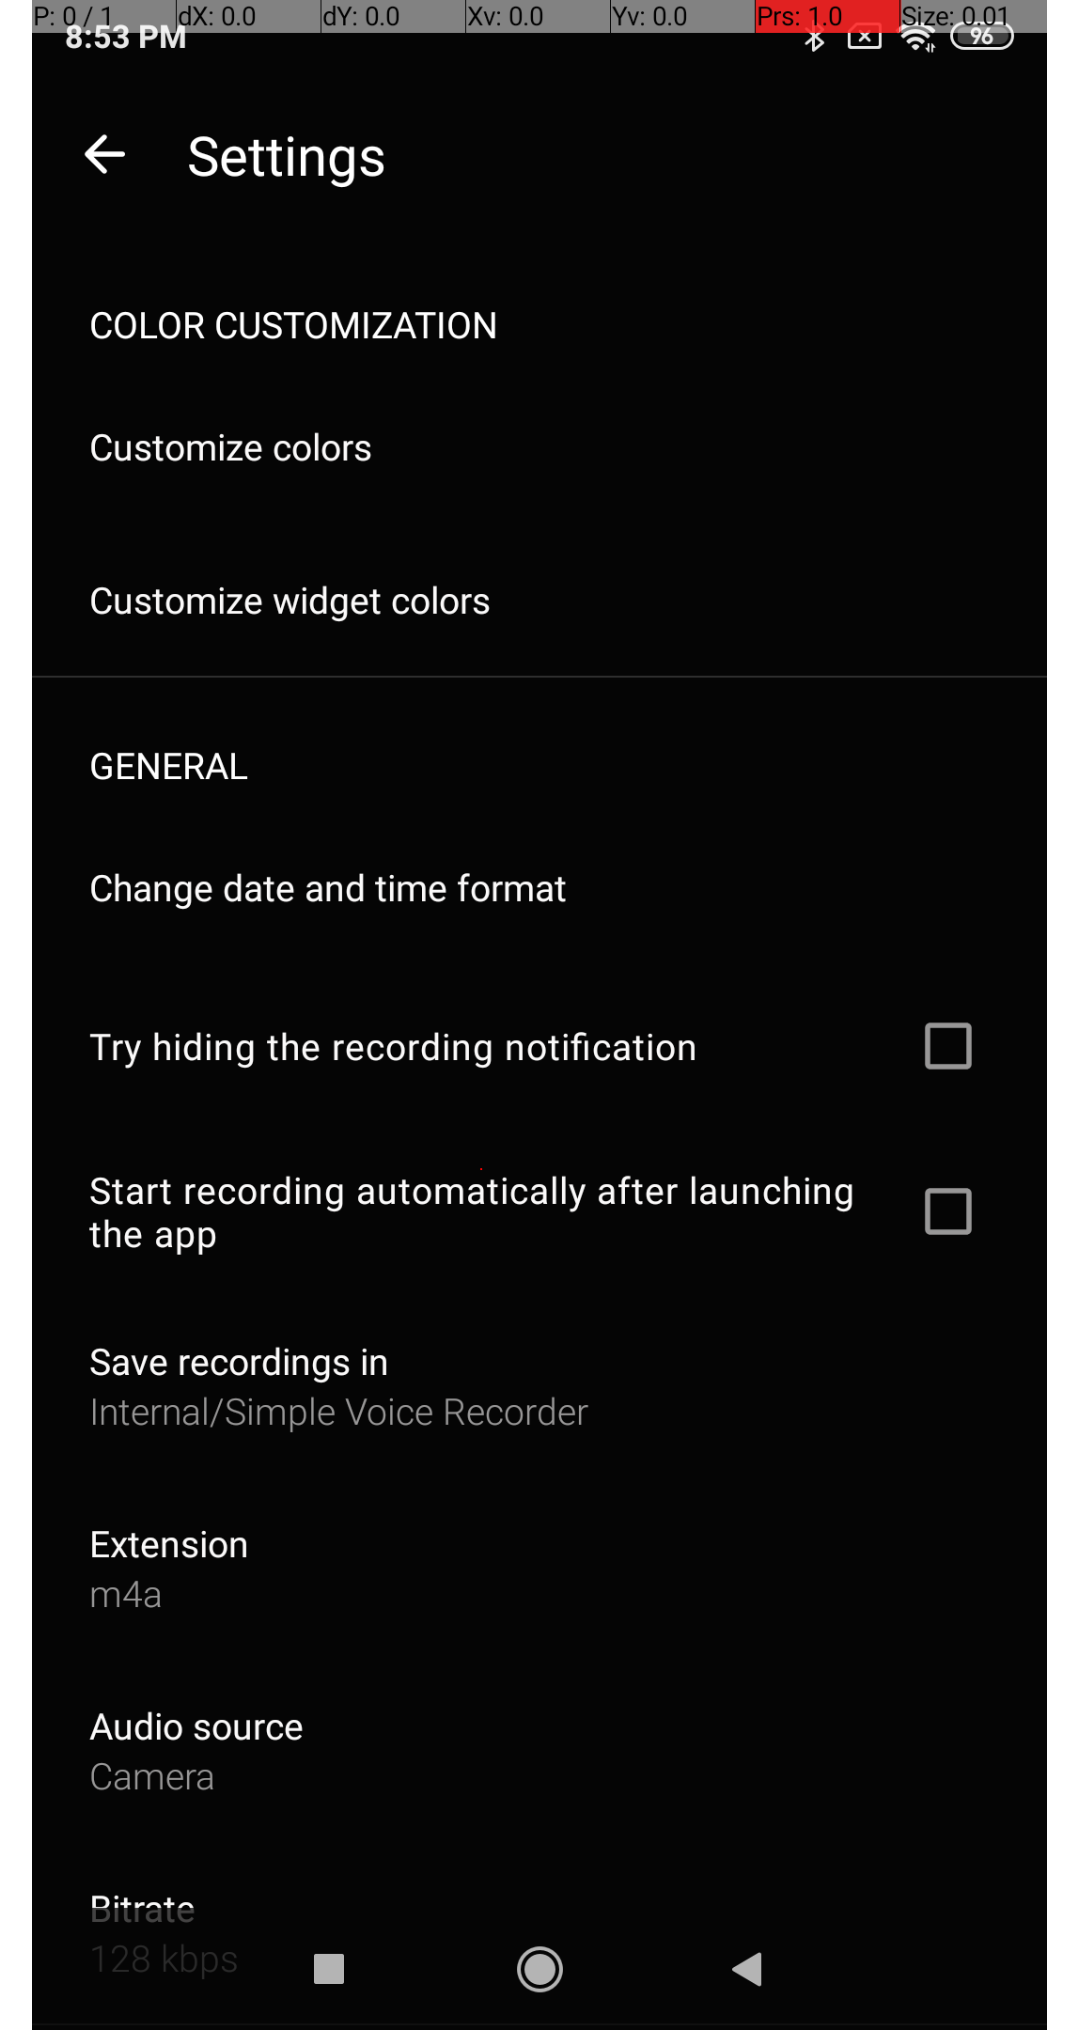 P: 0 / 1 dX: 0.0 dY: 0.0 Xv: 0.0 Yv: 0.0 Prs: 1.0 Size: 0.01
8:53 PM 96
Settings
COLOR CUSTOMIZATION
Customize colors
Customize widget colors
GENERAL
Change date and time format
Try hiding the recording notification
Start recording automatically after launching
the app
Save recordings in
Internal/Simple Voice Recorder
Extension
m4a
Audio source
Camera
Bitrate
128 kbps